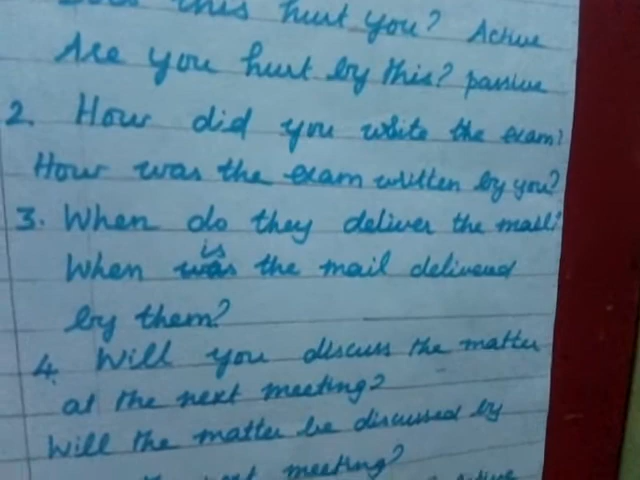 this hurt you? Active
Are you hurt by this? passive
2. How did you write the exam?
How was the exam written by you?
3. When do they deliver the mail?
is
When was the mail delivered
by them?
4. Will you discuss the matter
at the next meeting?
Will the matter be discussed by
meeting?